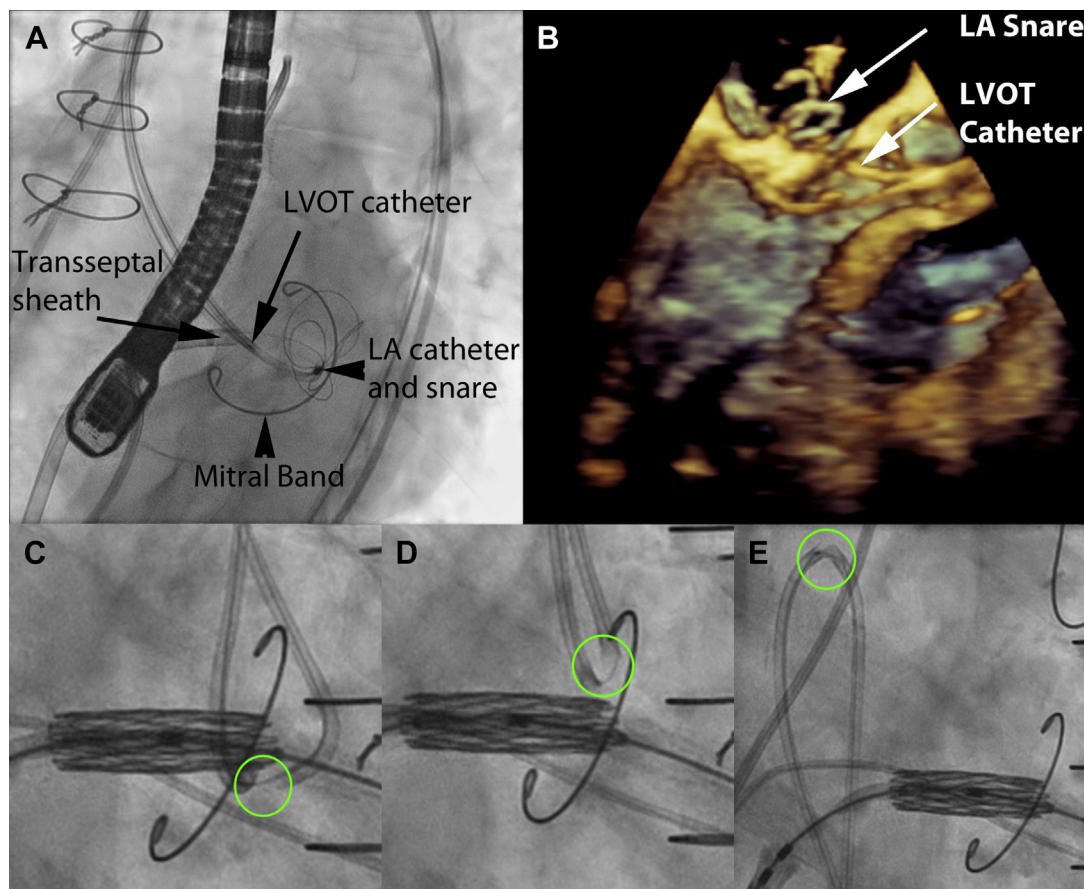 A
LVOT catheter
Transseptal
sheath
LA catheter
and snare
Mitral Band
B
LA Snare
LVOT
Catheter
C
D
E